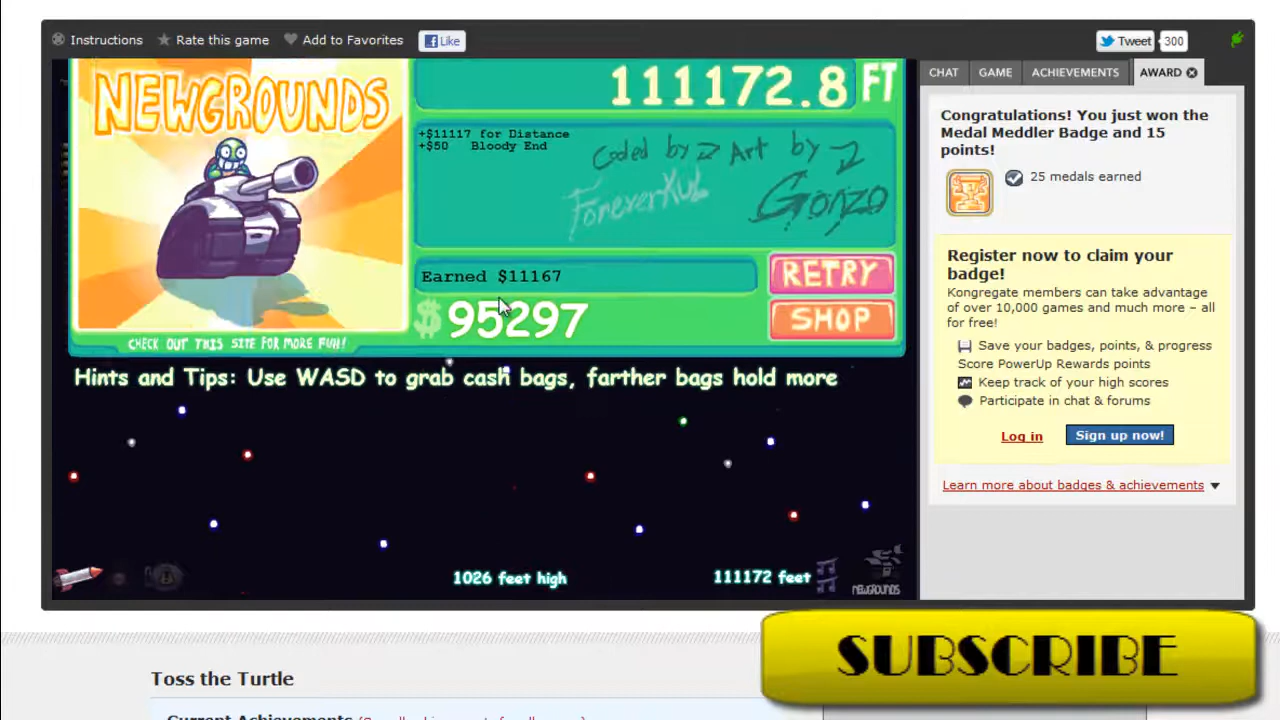 Instructions
Rate this game
Add to Favorites
Like
Tweet
300
CHAT
GAME
ACHIEVEMENTS
AWARD
NEWGROUNDS
CHECK OUT THIS SITE FOR MORE FUN!
111172.8 FT
+$11117 for Distance
+$50 Bloody End
Coded by
ForeverKul
Art by
Gonzo
Earned $11167
$95297
RETRY
SHOP
Hints and Tips: Use WASD to grab cash bags, farther bags hold more
1026 feet high
111172 feet
NEWGROUNDS
Congratulations! You just won the
Medal Meddler Badge and 15
points!
25 medals earned
Register now to claim your
badge!
Kongregate members can take advantage
of over 10,000 games and much more – all
for free!
Save your badges, points, & progress
Score PowerUp Rewards points
Keep track of your high scores
Participate in chat & forums
Log in
Sign up now!
Learn more about badges & achievements
SUBSCRIBE
Toss the Turtle
Current Achievements